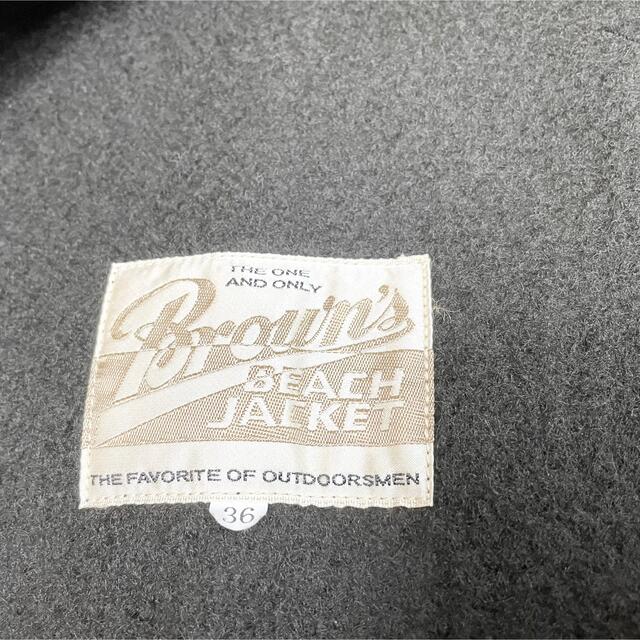 THE ONE
AND ONLY
Brown's
BEACH
JACKET
THE FAVORITE OF OUTDOORSMEN
36